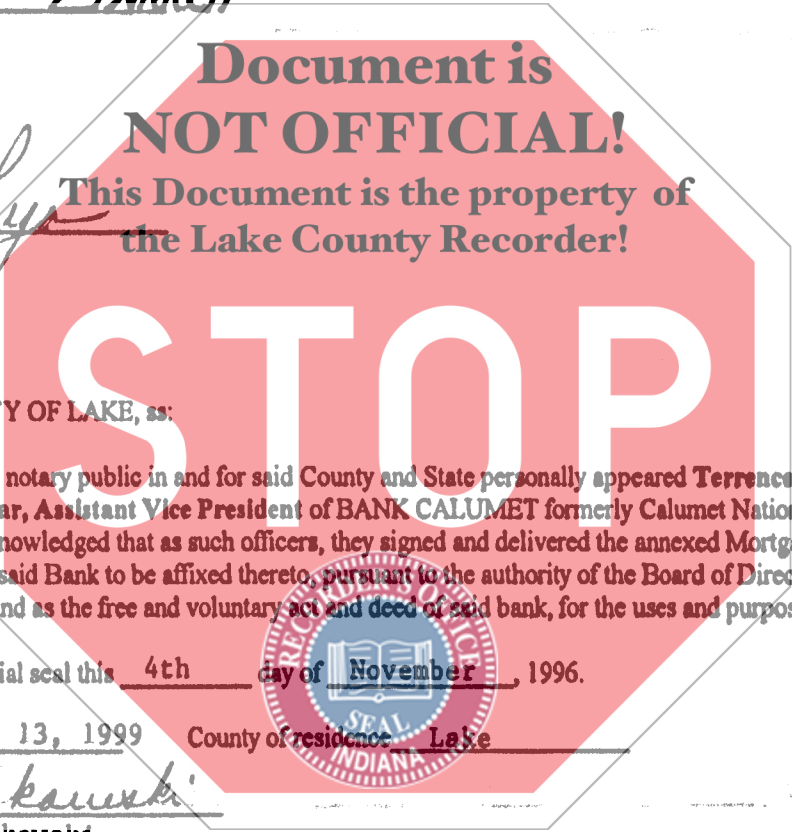 Document is
NOT OFFICIAL!
This Document is the property of
the Lake County Recorder!
STOP
Y OF LAKE, ss:
notary public in and for said County and State personally appeared Terrence
ar, Assistant Vice President of BANK CALUMET formerly Calumet Natio
nowledged that as such officers, they signed and delivered the annexed Mortg
said Bank to be affixed thereto, pursuant to the authority of the Board of Direc
nd as the free and voluntary act and deed of said bank, for the uses and purpos
ial seal this 4th day of November, 1996.
13, 1999 County of residence Lake
RECORDER'S OFFICE
SEAL
INDIANA